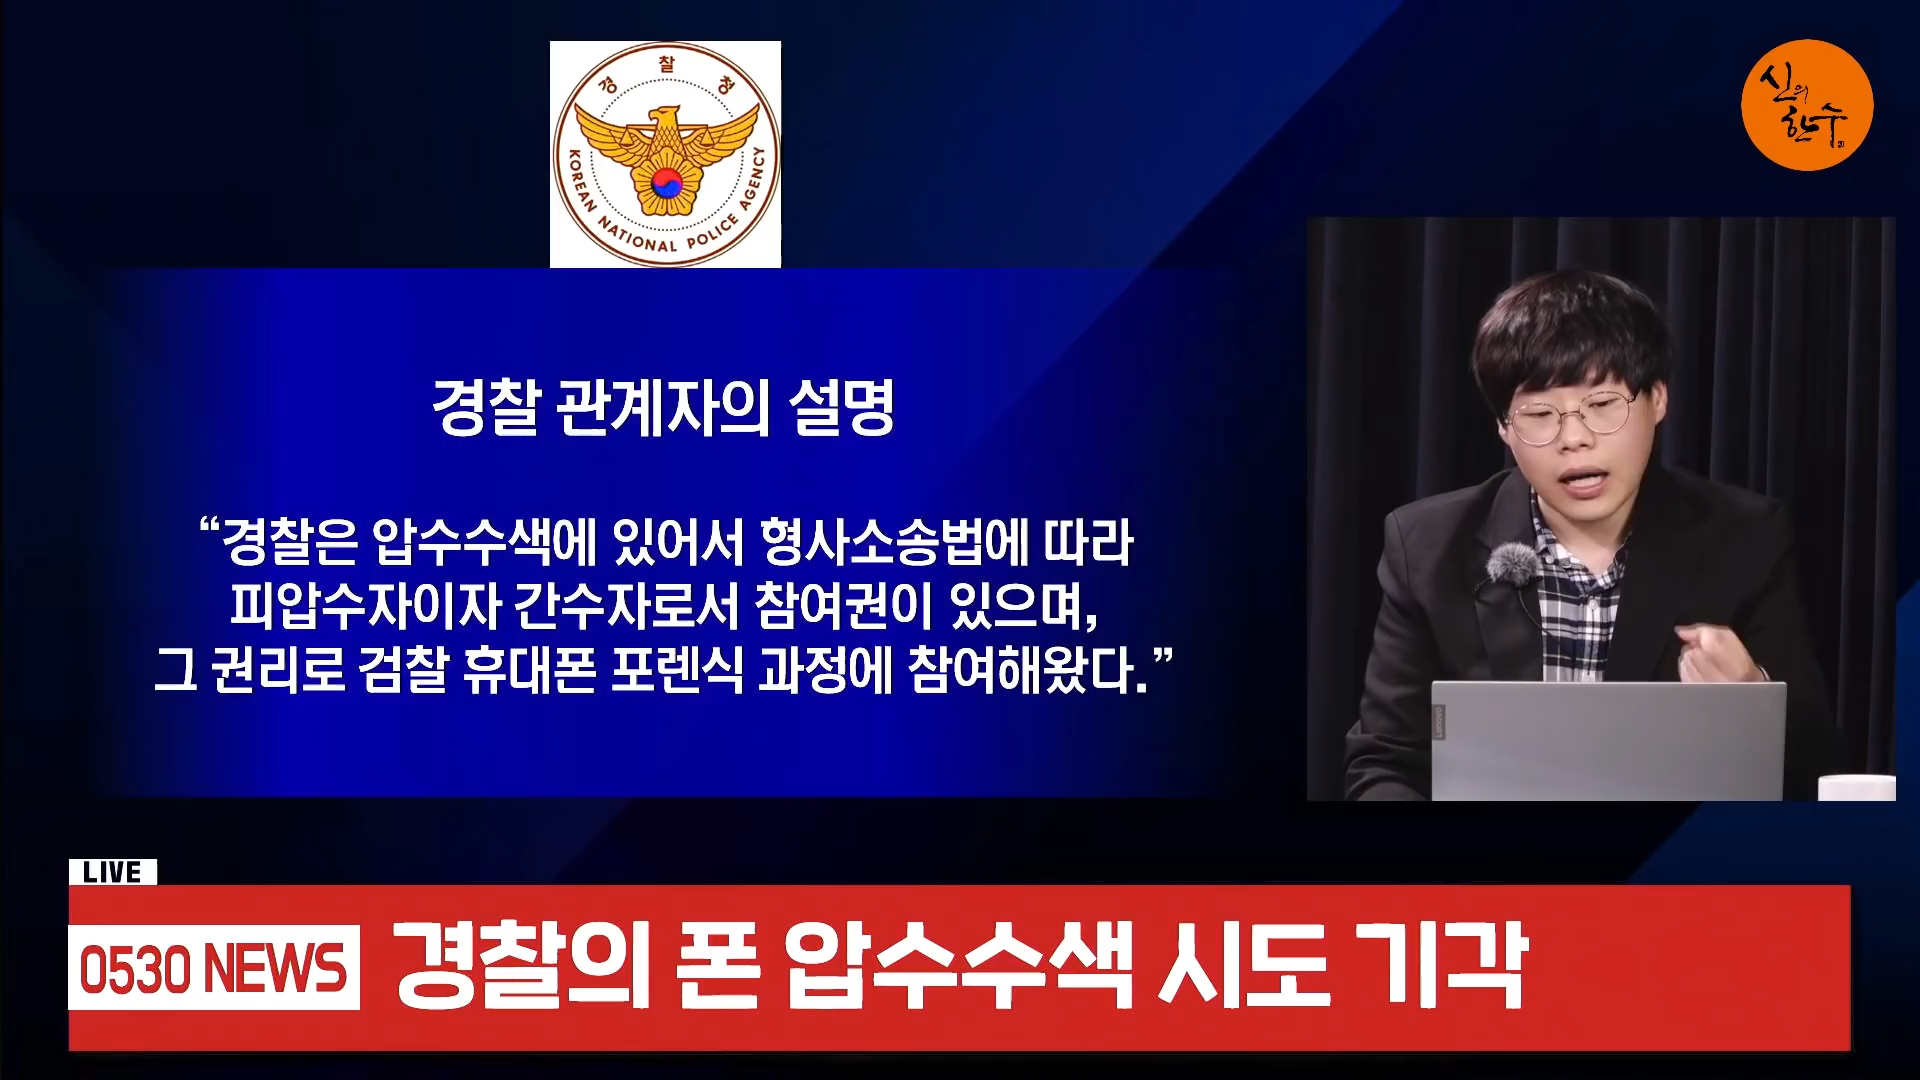 경찰청
KOREAN NATIONAL POLICE AGENCY
신의
한수
경찰 관계자의 설명
“경찰은 압수수색에 있어서 형사소송법에 따라
피압수자이자 간수자로서 참여권이 있으며,
그 권리로 검찰 휴대폰 포렌식 과정에 참여해왔다.”
Lenovo
LIVE
0530 NEWS
경찰의 폰 압수수색 시도 기각